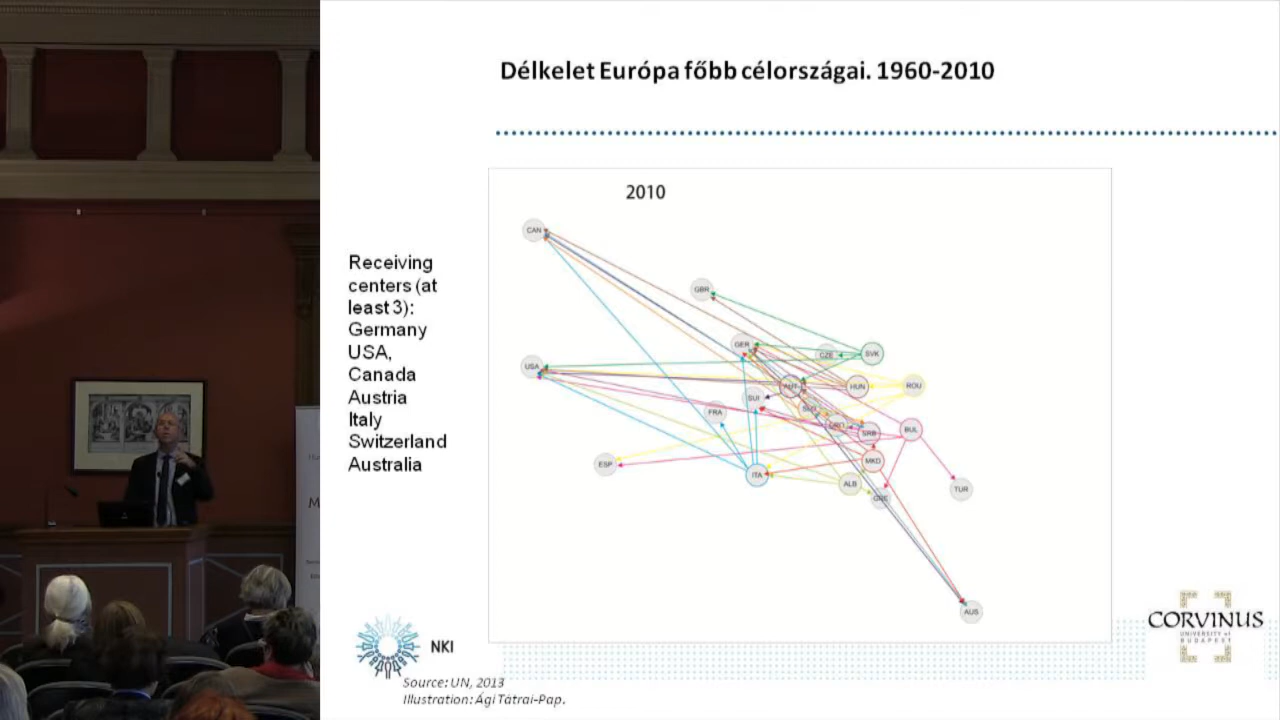 Délkelet Európa főbb célországai. 1960-2010
2010
Receiving
centers (at
least 3):
Germany
USA,
Canada
Austria
Italy
Switzerland
Australia
CAN
GBR
GER
CZE
SVK
USA
AUT
HUN
ROU
SUI
FRA
SRB
BUL
ESP
ITA
MKD
ALB
GRE
TUR
AUS
NKI
CORVINUS
UNIVERSITY of
BUDAPEST
Source: UN, 2013
Illustration: Ági Tátrai-Pap.